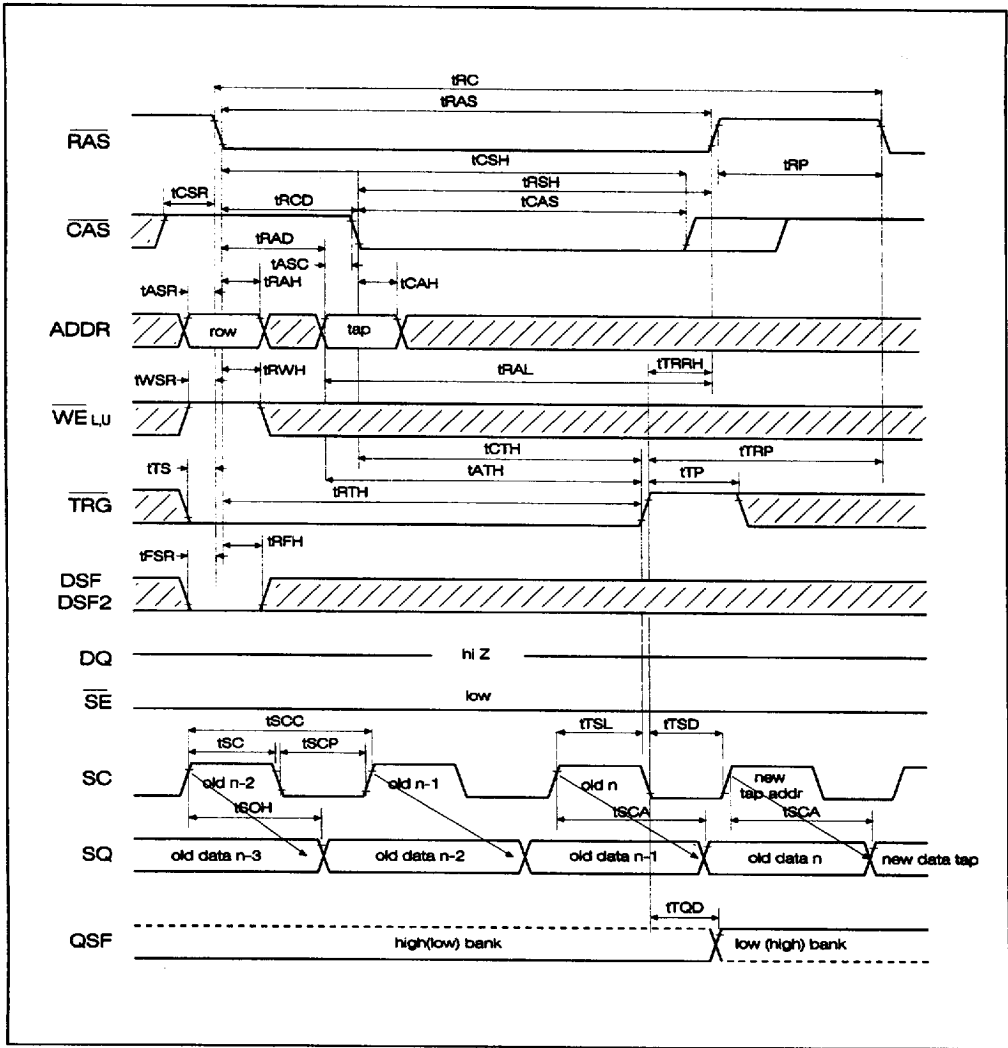 tRC
tRAS
RAS
tCSH
tRP
tRSH
tCSR
tRCD
tCAS
CAS
tRAD
tASC
tRAH
tCAH
tASR
ADDR
row
tap
tRWH
tTRRH
tWSR
tRAL
WE L,U
tCTH
tTRP
tTS
tATH
tTP
tRTH
TRG
tRFH
tFSR
DSF
DSF2
DQ
hi Z
SE
low
tSCC
tTSL
tTSD
tSC
tSCP
SC
old n-2
old n-1
old n
new
tap addr
tSOH
tSCA
tSCA
SQ
old data n-3
old data n-2
old data n-1
old data n
new data tap
tTQD
QSF
high(low) bank
low (high) bank